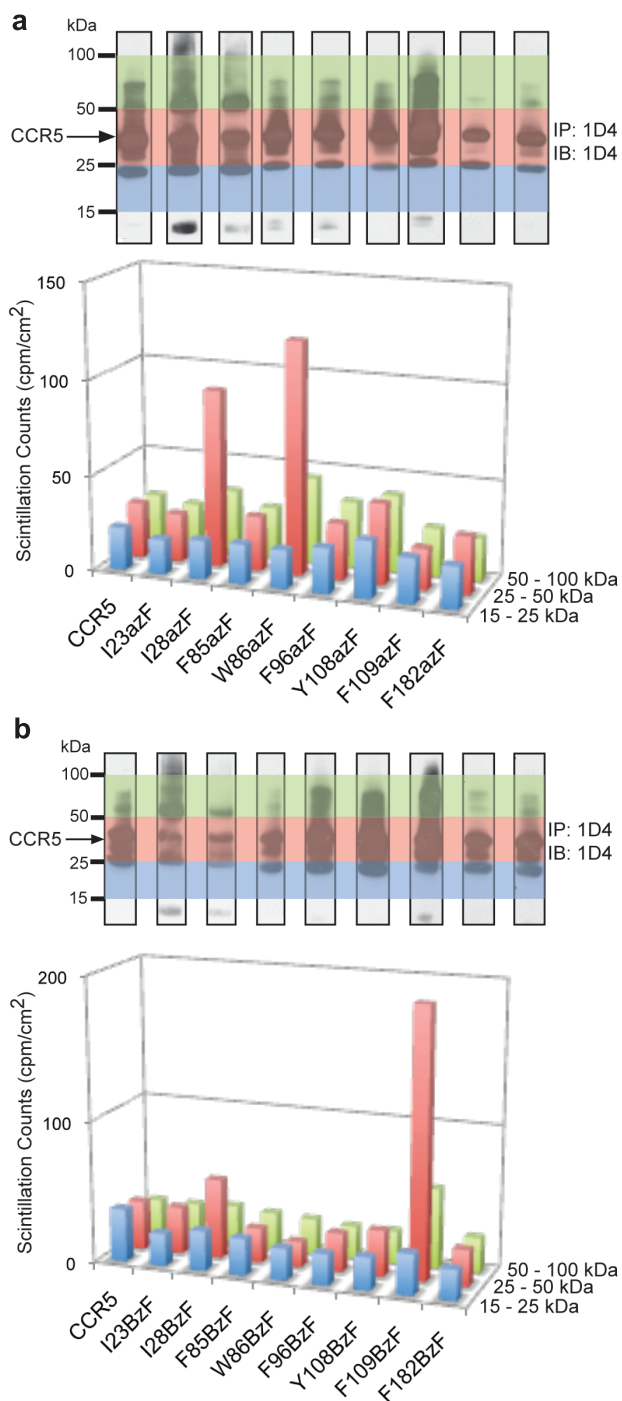 a
kDa
100
50
CCR5
25
15
IP: 1D4
IB: 1D4
Scintillation Counts (cpm/cm²)
150
100
50
0
CCR5
I23azF
I28azF
F85azF
W86azF
F96azF
Y108azF
F109azF
F182azF
50 - 100 kDa
25 - 50 kDa
15 - 25 kDa
b
kDa
100
50
CCR5
25
15
IP: 1D4
IB: 1D4
Scintillation Counts (cpm/cm²)
200
100
0
CCR5
I23BzF
I28BzF
F85BzF
W86BzF
F96BzF
Y108BzF
F109BzF
F182BzF
50 - 100 kDa
25 - 50 kDa
15 - 25 kDa